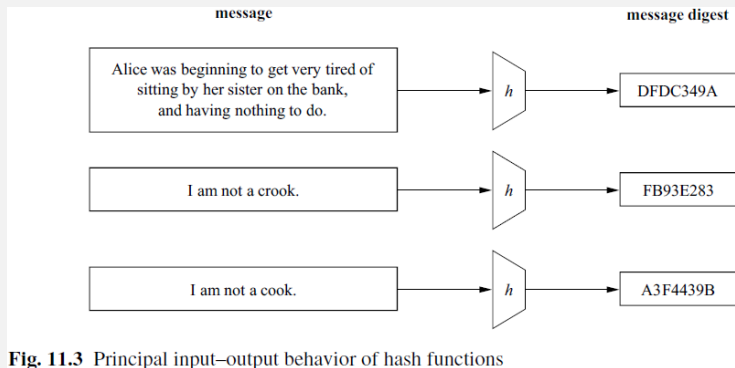 message
message digest
Alice was beginning to get very tired of
sitting by her sister on the bank,
and having nothing to do.
h
DFDC349A
I am not a crook.
h
FB93E283
I am not a cook.
h
A3F4439B
Fig. 11.3 Principal input–output behavior of hash functions